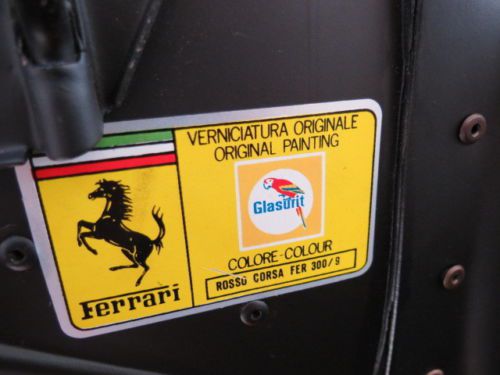 VERNICIATURA ORIGINALE
ORIGINAL PAINTING
Glasurit
COLORE-COLOUR
ROSSO CORSA FER 300/9
Ferrari